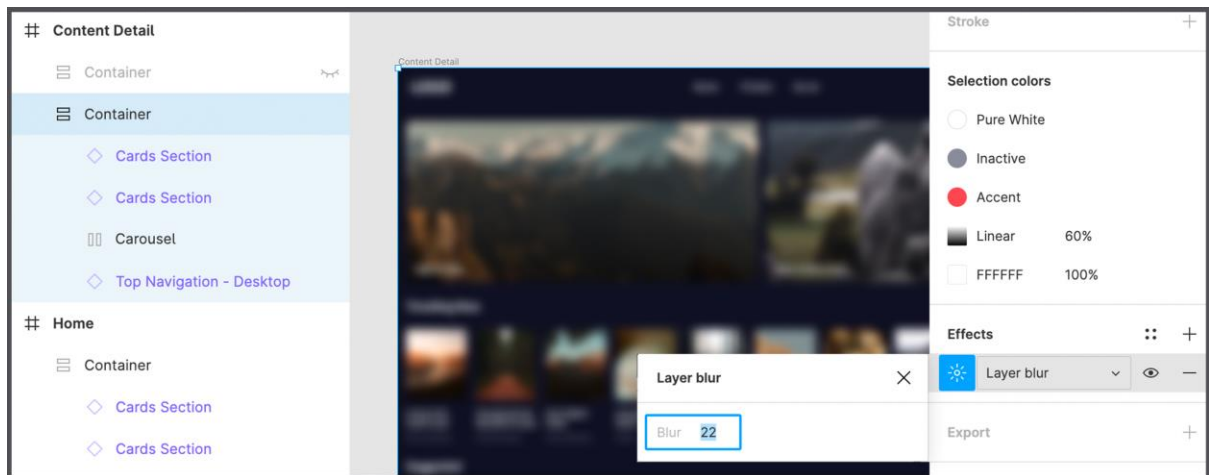 Content Detail
Container
Container
Cards Section
Cards Section
Carousel
Top Navigation - Desktop
Home
Container
Cards Section
Cards Section
Content Detail
Layer blur
Blur 22
Stroke
Selection colors
Pure White
Inactive
Accent
Linear 60%
FFFFFF 100%
Effects
Layer blur
Export